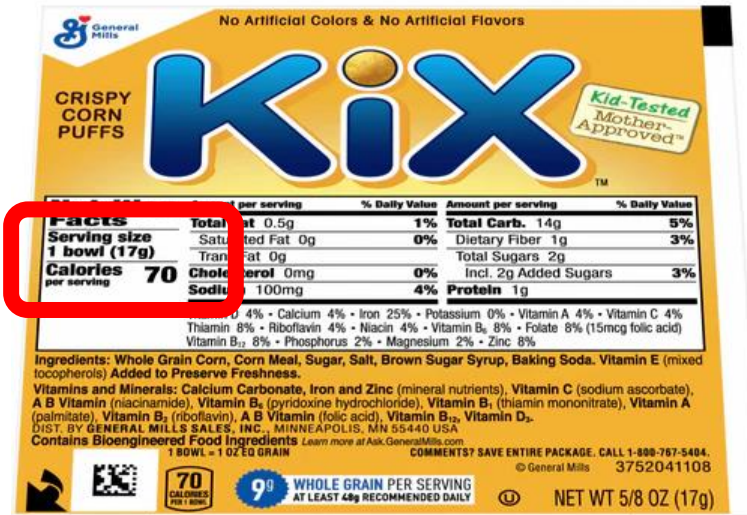 General
Mills
No Artificial Colors & No Artificial Flavors
KiX
CRISPY
CORN
PUFFS
Kid-Tested
Mother-
Approved™
TM
Facts
Serving size
1 bowl (17g)
Calories 70
per serving
per serving % Daily Value
Total Fat 0.5g 1%
Saturated Fat 0g 0%
Trans Fat 0g
Cholesterol 0mg 0%
Sodium 100mg 4%
Amount per serving % Daily Value
Total Carb. 14g 5%
Dietary Fiber 1g 3%
Total Sugars 2g
Incl. 2g Added Sugars 3%
Protein 1g
D 4% • Calcium 4% • Iron 25% • Potassium 0% • Vitamin A 4% • Vitamin C 4%
Thiamin 8% • Riboflavin 4% • Niacin 4% • Vitamin B₆ 8% • Folate 8% (15mcg folic acid)
Vitamin B₁₂ 8% • Phosphorus 2% • Magnesium 2% • Zinc 8%
Ingredients: Whole Grain Corn, Corn Meal, Sugar, Salt, Brown Sugar Syrup, Baking Soda. Vitamin E (mixed
tocopherols) Added to Preserve Freshness.
Vitamins and Minerals: Calcium Carbonate, Iron and Zinc (mineral nutrients), Vitamin C (sodium ascorbate),
A B Vitamin (niacinamide), Vitamin B₆ (pyridoxine hydrochloride), Vitamin B₁ (thiamin mononitrate), Vitamin A
(palmitate), Vitamin B₂ (riboflavin), A B Vitamin (folic acid), Vitamin B₁₂, Vitamin D₃.
DIST. BY GENERAL MILLS SALES, INC., MINNEAPOLIS, MN 55440 USA
Contains Bioengineered Food Ingredients Learn more at Ask.GeneralMills.com
1 BOWL = 1 OZ EQ GRAIN COMMENTS? SAVE ENTIRE PACKAGE. CALL 1-800-767-5404.
© General Mills 3752041108
70
CALORIES
PER 1 BOWL
9g
WHOLE GRAIN PER SERVING
AT LEAST 48g RECOMMENDED DAILY
U
NET WT 5/8 OZ (17g)